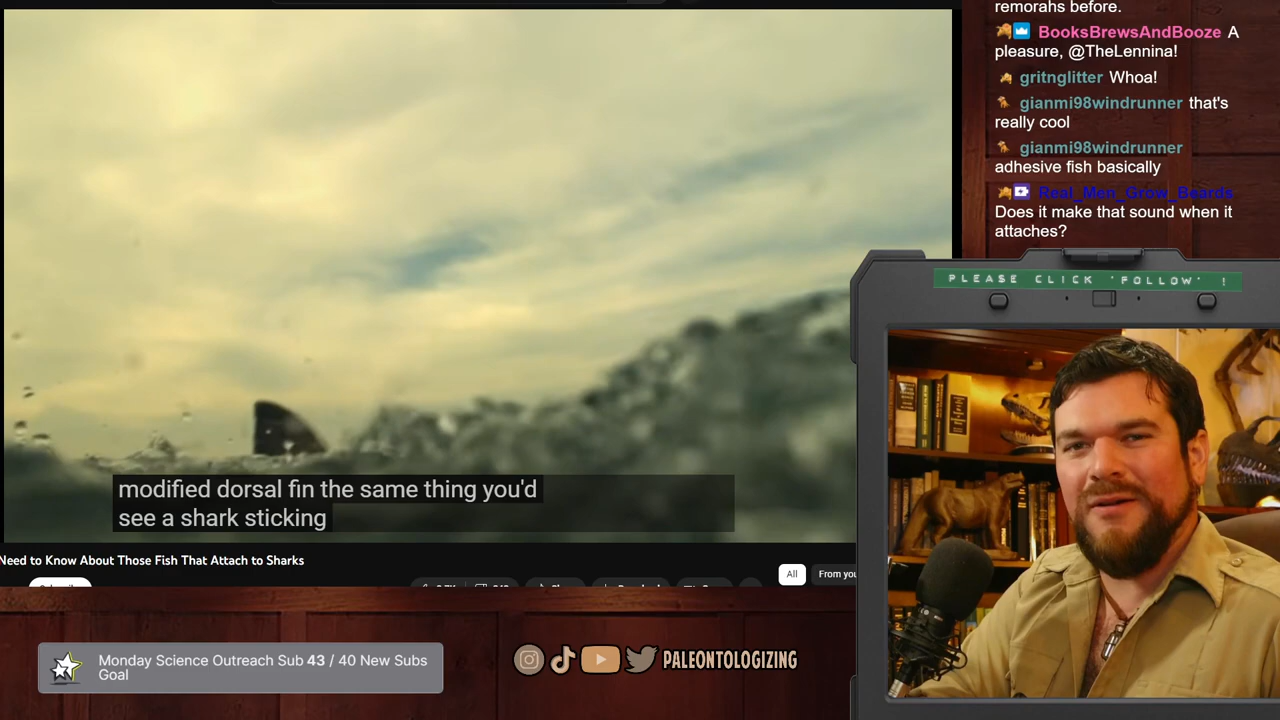 remorahs before.
BooksBrewsAndBooze A
pleasure, @TheLennina!
gritnglitter Whoa!
gianmi98windrunner that's
really cool
gianmi98windrunner
adhesive fish basically
Real_Men_Grow_Beards
Does it make that sound when it
attaches?
PLEASE CLICK 'FOLLOW' !
modified dorsal fin the same thing you'd
see a shark sticking
Need to Know About Those Fish That Attach to Sharks
All
From you
Monday Science Outreach Sub 43 / 40 New Subs
Goal
PALEONTOLOGIZING